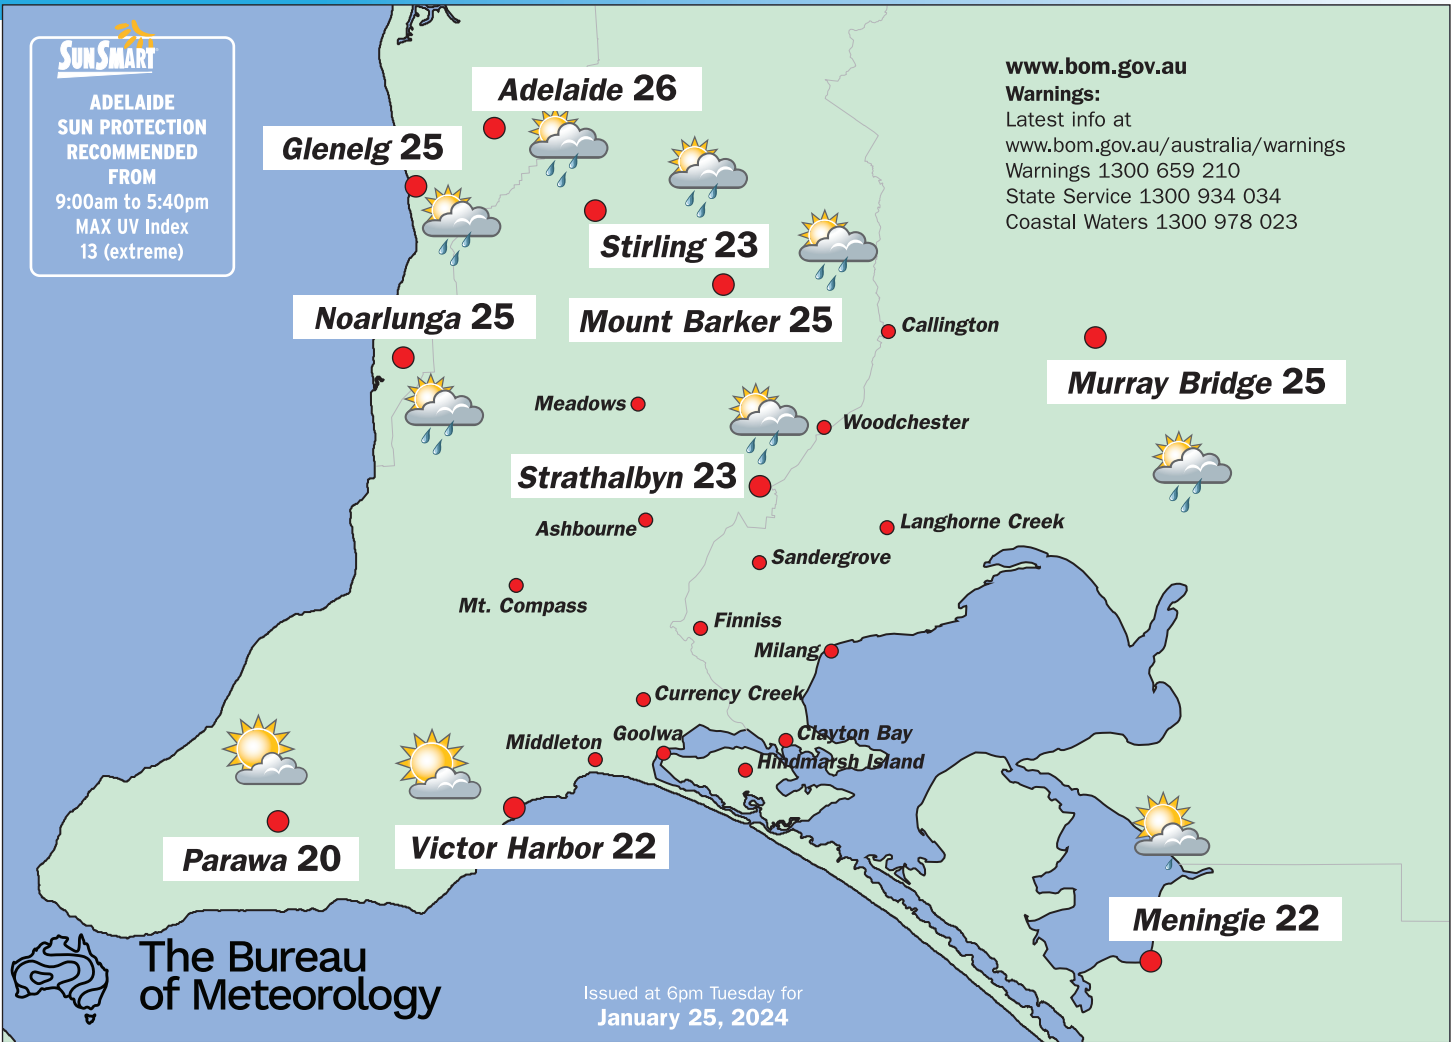 SUNSMART
ADELAIDE
SUN PROTECTION
RECOMMENDED
FROM
9:00am to 5:40pm
MAX UV Index
13 (extreme)
www.bom.gov.au
Warnings:
Latest info at
www.bom.gov.au/australia/warnings
Warnings 1300 659 210
State Service 1300 934 034
Coastal Waters 1300 978 023
Adelaide 26
Glenelg 25
Stirling 23
Noarlunga 25
Mount Barker 25
Callington
Murray Bridge 25
Meadows
Woodchester
Strathalbyn 23
Ashbourne
Langhorne Creek
Sandergrove
Mt. Compass
Finniss
Milang
Currency Creek
Middleton
Goolwa
Clayton Bay
Hindmarsh Island
Parawa 20
Victor Harbor 22
Meningie 22
The Bureau
of Meteorology
Issued at 6pm Tuesday for
January 25, 2024